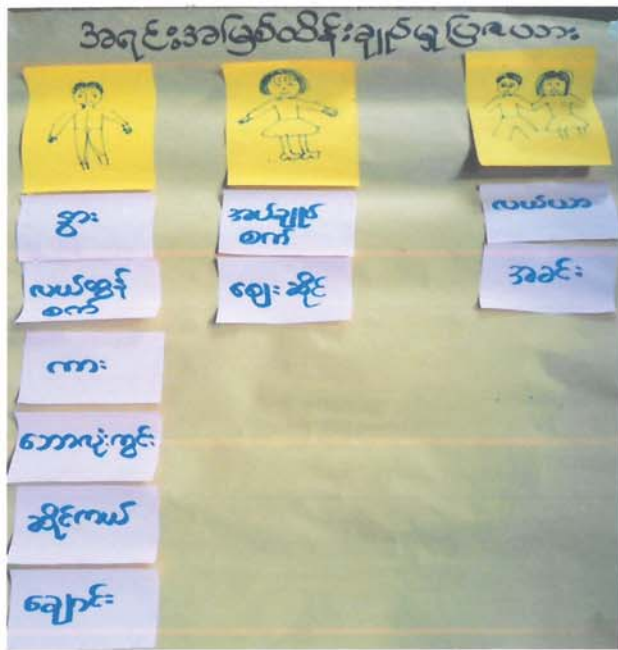 အရင်းအမြစ်ထိန်းချုပ်မှုပြဇယား
နွား
အပ်ချုပ်
စက်
လယ်ယာ
လယ်ထွန်
စက်
ဈေးဆိုင်
အခင်း
ကား
ဘောလုံးကွင်း
ဆိုင်ကယ်
ချောင်း